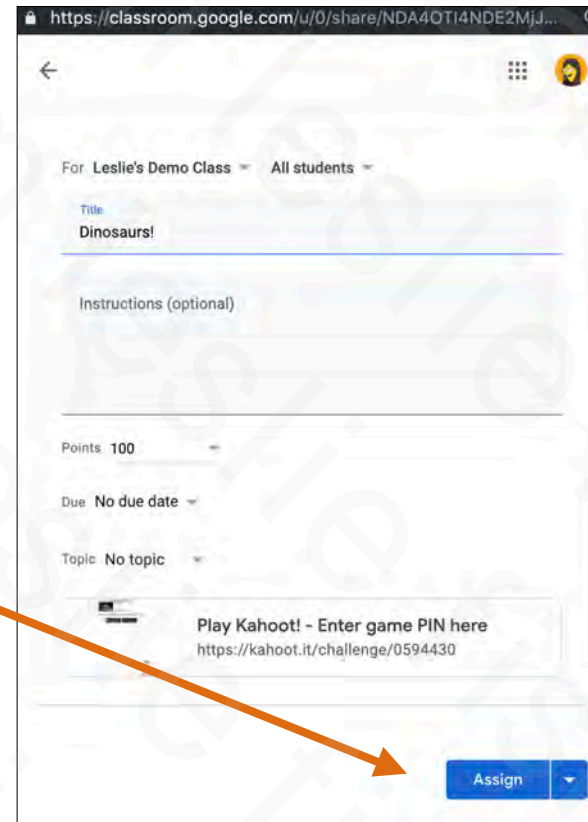 https://classroom.google.com/u/0/share/NDA4OTI4NDE2MjJ...
For Leslie's Demo Class All students
Title
Dinosaurs!
Instructions (optional)
Points 100
Due No due date
Topic No topic
Play Kahoot! - Enter game PIN here
https://kahoot.it/challenge/0594430
Assign